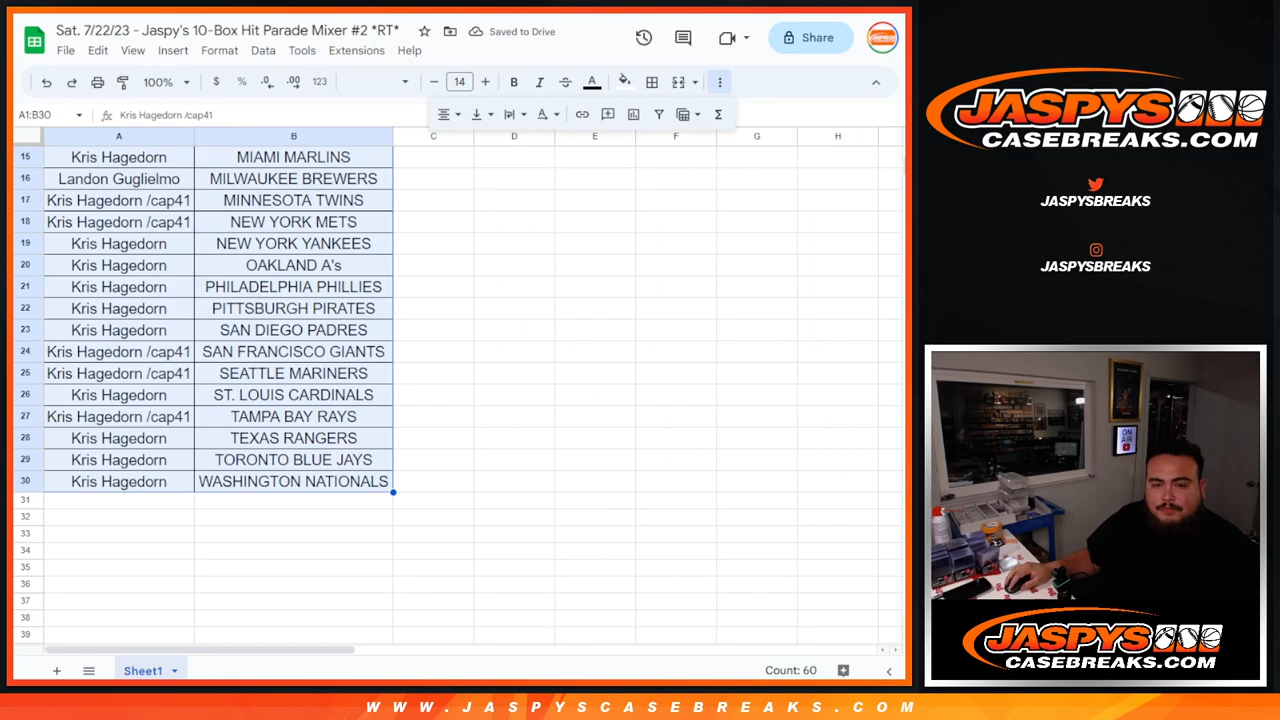 Sat. 7/22/23 - Jaspy's 10-Box Hit Parade Mixer #2 *RT*
Saved to Drive
Share
File Edit View Insert Format Data Tools Extensions Help
100% $ % .0 .00 123 14 B I S A
A1:B30 fx Kris Hagedorn /cap41
A B C D E F G H
15 Kris Hagedorn MIAMI MARLINS
16 Landon Guglielmo MILWAUKEE BREWERS
17 Kris Hagedorn /cap41 MINNESOTA TWINS
18 Kris Hagedorn /cap41 NEW YORK METS
19 Kris Hagedorn NEW YORK YANKEES
20 Kris Hagedorn OAKLAND A's
21 Kris Hagedorn PHILADELPHIA PHILLIES
22 Kris Hagedorn PITTSBURGH PIRATES
23 Kris Hagedorn SAN DIEGO PADRES
24 Kris Hagedorn /cap41 SAN FRANCISCO GIANTS
25 Kris Hagedorn /cap41 SEATTLE MARINERS
26 Kris Hagedorn ST. LOUIS CARDINALS
27 Kris Hagedorn /cap41 TAMPA BAY RAYS
28 Kris Hagedorn TEXAS RANGERS
29 Kris Hagedorn TORONTO BLUE JAYS
30 Kris Hagedorn WASHINGTON NATIONALS
31
32
33
34
35
36
37
38
39
Sheet1
Count: 60
JASPYS
CASEBREAKS.COM
JASPYSBREAKS
JASPYSBREAKS
ON
AIR
JASPYS
CASEBREAKS.COM
WWW.JASPYSCASEBREAKS.COM